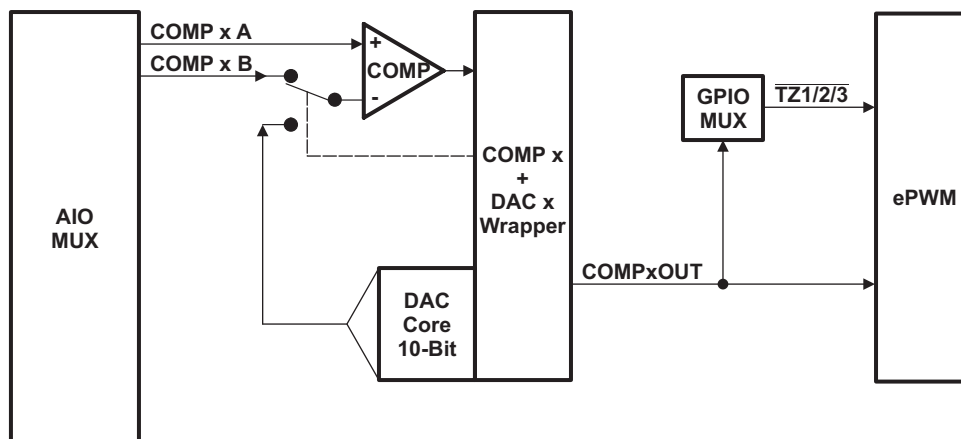 COMP x A
COMP x B
+
COMP
-
AIO
MUX
COMP x
+
DAC x
Wrapper
DAC
Core
10-Bit
COMPxOUT
GPIO
MUX
TZ1/2/3
ePWM